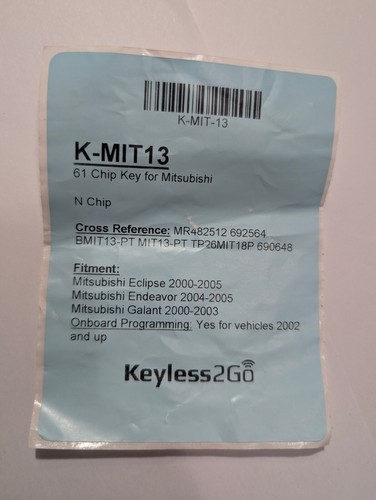 K-MIT-13
K-MIT13
61 Chip Key for Mitsubishi
N Chip
Cross Reference: MR482512 692564
BMIT13-PT MIT13-PT TP26MIT18P 690648
Fitment:
Mitsubishi Eclipse 2000-2005
Mitsubishi Endeavor 2004-2005
Mitsubishi Galant 2000-2003
Onboard Programming: Yes for vehicles 2002
and up
Keyless2Go